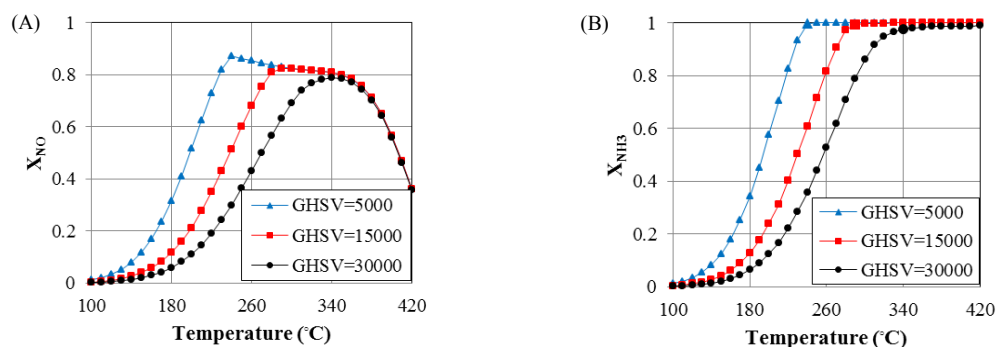 (A)
1
0.8
0.6
0.4
0.2
0
X_NO
100 180 260 340 420
Temperature (°C)
GHSV=5000
GHSV=15000
GHSV=30000
(B)
1
0.8
0.6
0.4
0.2
0
X_NH3
100 180 260 340 420
Temperature (°C)
GHSV=5000
GHSV=15000
GHSV=30000